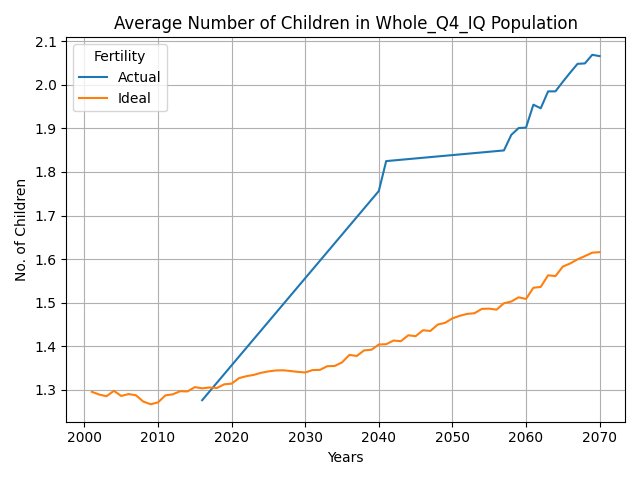 Average Number of Children in Whole_Q4_IQ Population
Fertility
Actual
Ideal
No. of Children
2.1
2.0
1.9
1.8
1.7
1.6
1.5
1.4
1.3
2000 2010 2020 2030 2040 2050 2060 2070
Years